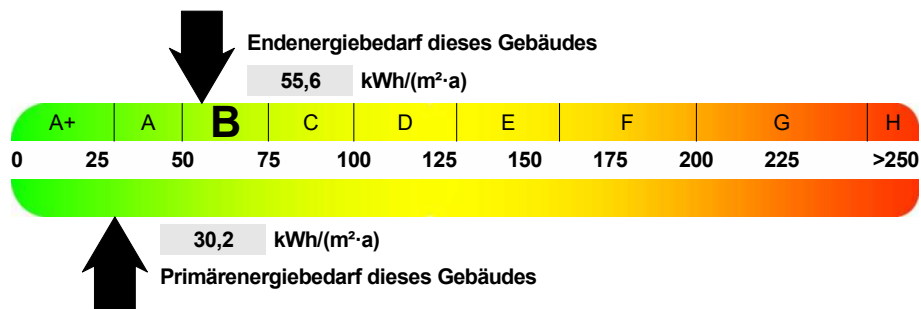 Endenergiebedarf dieses Gebäudes
55,6 kWh/(m²·a)
A+ A B C D E F G H
0 25 50 75 100 125 150 175 200 225 >250
30,2 kWh/(m²·a)
Primärenergiebedarf dieses Gebäudes